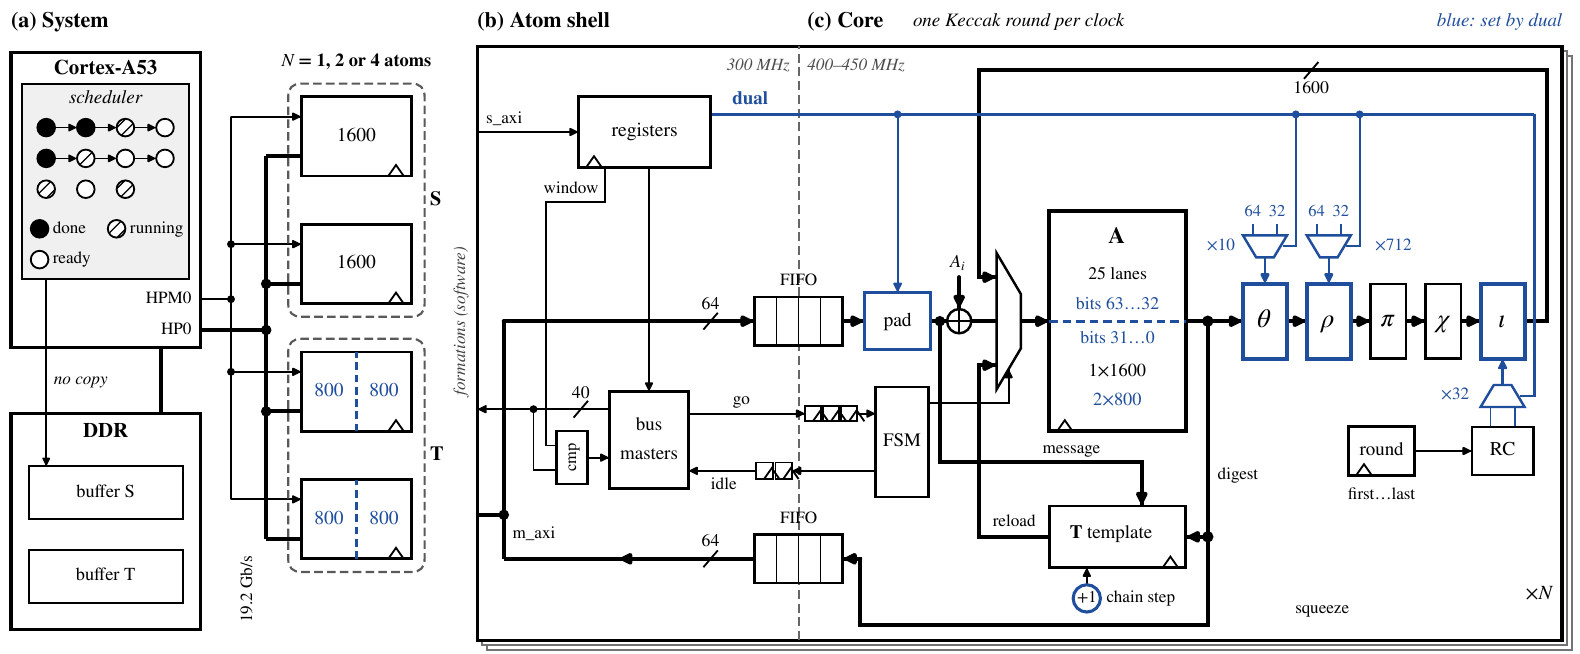 (a) System
(b) Atom shell
(c) Core
one Keccak round per clock
blue: set by dual
Cortex-A53
scheduler
done
running
ready
HPM0
HP0
no copy
DDR
buffer S
buffer T
N = 1, 2 or 4 atoms
1600
1600
S
800 800
800 800
T
19.2 Gb/s
formations (software)
300 MHz
400–450 MHz
s_axi
registers
dual
window
64
FIFO
pad
A_i
40
go
bus
masters
cmp
idle
FSM
m_axi
64
FIFO
1600
A
25 lanes
bits 63…32
bits 31…0
1×1600
2×800
message
reload
T template
+1
chain step
digest
squeeze
64 32
×10
64 32
×712
θ
ρ
π
χ
ι
×32
round
RC
first…last
×N